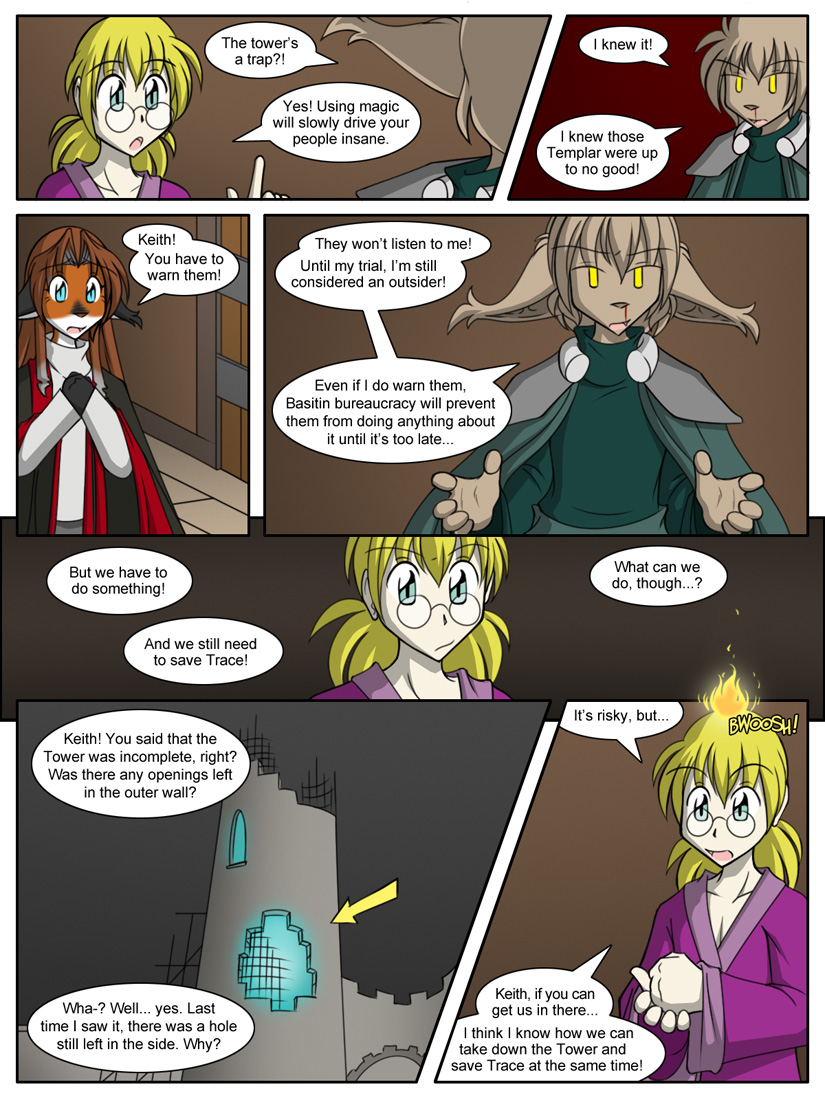 The tower's
a trap?!
Yes! Using magic
will slowly drive your
people insane.
I knew it!
I knew those
Templar were up
to no good!
Keith!
You have to
warn them!
They won't listen to me!
Until my trial, I'm still
considered an outsider!
Even if I do warn them,
Basitin bureaucracy will prevent
them from doing anything about
it until it's too late...
But we have to
do something!
And we still need
to save Trace!
What can we
do, though...?
Keith! You said that the
Tower was incomplete, right?
Was there any openings left
in the outer wall?
Wha-? Well... yes. Last
time I saw it, there was a hole
still left in the side. Why?
It's risky, but...
BWOOSH!
Keith, if you can
get us in there...
I think I know how we can
take down the Tower and
save Trace at the same time!